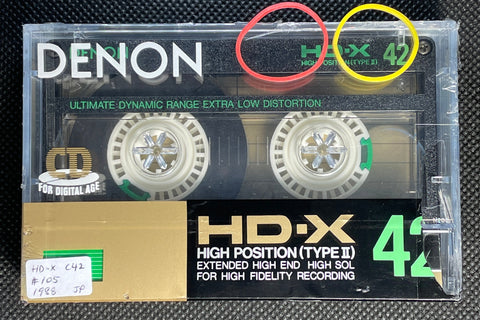 DENON
HD·X 42
HIGH POSITION (TYPE II)
ULTIMATE DYNAMIC RANGE EXTRA LOW DISTORTION
CD
FOR DIGITAL AGE
HD·X 42
HIGH POSITION (TYPE II)
EXTENDED HIGH END HIGH SOL
FOR HIGH FIDELITY RECORDING
HD-X C42
#105
1988 JP